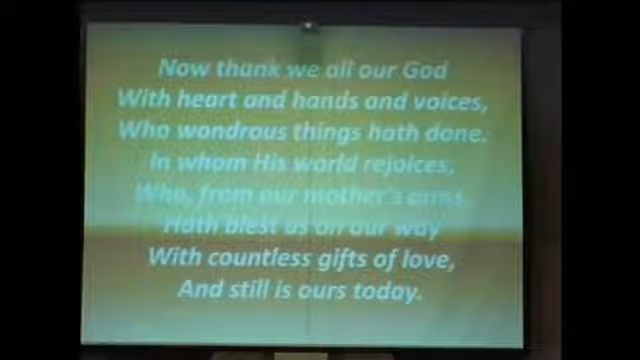 Now thank we all our God
With heart and hands and voices,
Who wondrous things hath done.
In whom His world rejoices,
Who, from our mother's arms
Hath blest us on our way
With countless gifts of love,
And still is ours today.